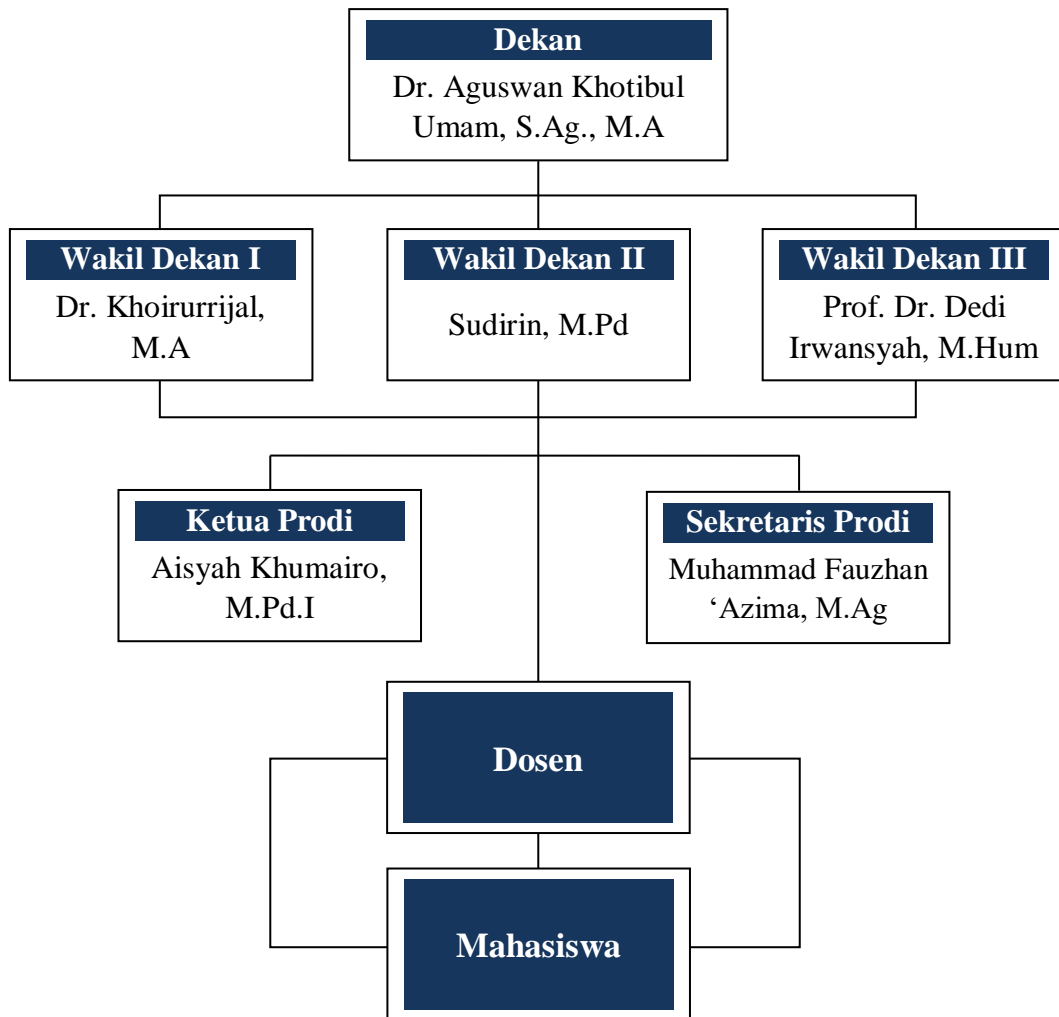 Dekan
Dr. Aguswan Khotibul
Umam, S.Ag., M.A
Wakil Dekan I
Dr. Khoirurrijal,
M.A
Wakil Dekan II
Sudirin, M.Pd
Wakil Dekan III
Prof. Dr. Dedi
Irwansyah, M.Hum
Ketua Prodi
Aisyah Khumairo,
M.Pd.I
Sekretaris Prodi
Muhammad Fauzhan
‘Azima, M.Ag
Dosen
Mahasiswa